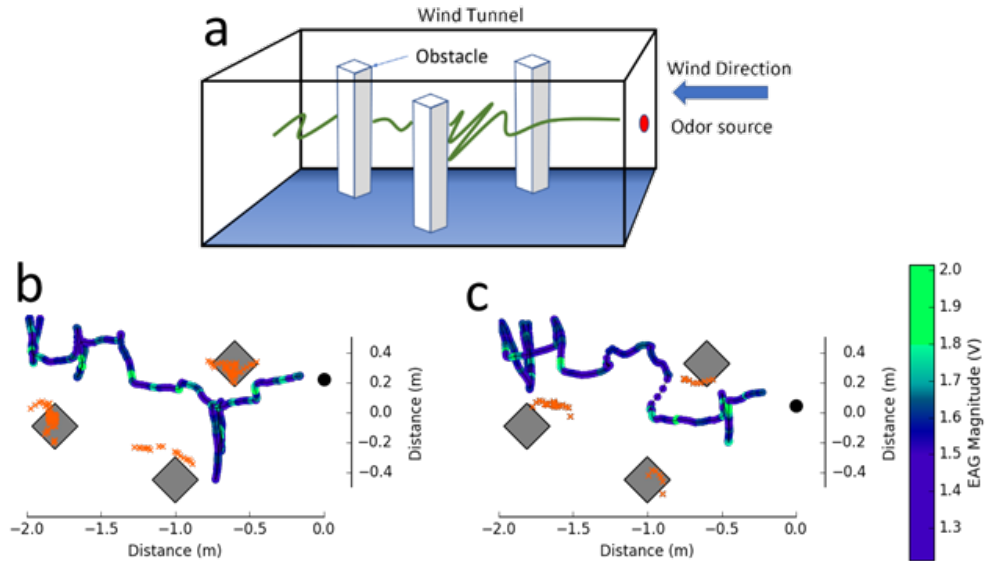 Wind Tunnel
a
Obstacle
Wind Direction
Odor source
b
c
0.4
0.2
0.0
−0.2
−0.4
Distance (m)
−2.0 −1.5 −1.0 −0.5 0.0
Distance (m)
0.4
0.2
0.0
−0.2
−0.4
Distance (m)
−2.0 −1.5 −1.0 −0.5 0.0
Distance (m)
2.0
1.9
1.8
1.7
1.6
1.5
1.4
1.3
EAG Magnitude (V)